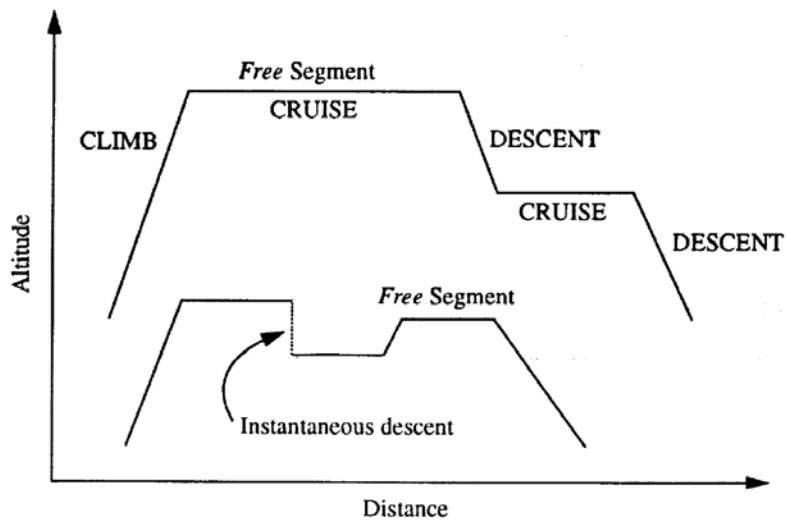 Free Segment
CRUISE
CLIMB
DESCENT
CRUISE
DESCENT
Altitude
Free Segment
Instantaneous descent
Distance